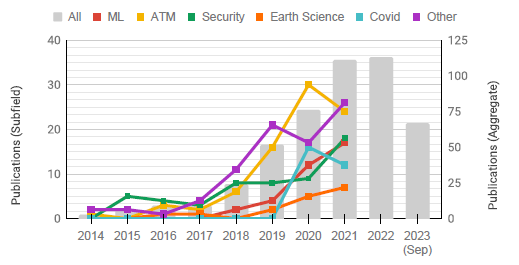 All ML ATM Security Earth Science Covid Other
40 125
30 100
20 75
10 50
0 25
0
Publications (Subfield)
Publications (Aggregate)
2014 2015 2016 2017 2018 2019 2020 2021 2022 2023
(Sep)